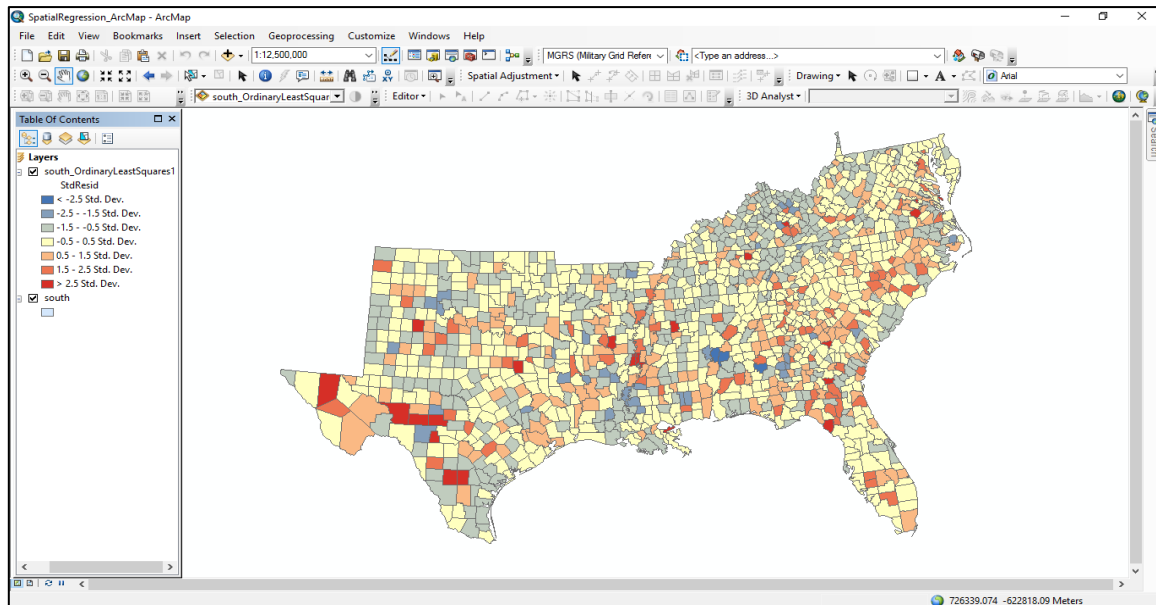 SpatialRegression_ArcMap - ArcMap
File Edit View Bookmarks Insert Selection Geoprocessing Customize Windows Help
1:12,500,000 MGRS (Military Grid Referen <Type an address...>
Spatial Adjustment Drawing A Arial
south_OrdinaryLeastSquar Editor 3D Analyst
Table Of Contents
Layers
south_OrdinaryLeastSquares1
StdResid
< -2.5 Std. Dev.
-2.5 - -1.5 Std. Dev.
-1.5 - -0.5 Std. Dev.
-0.5 - 0.5 Std. Dev.
0.5 - 1.5 Std. Dev.
1.5 - 2.5 Std. Dev.
> 2.5 Std. Dev.
south
Search
726339.074 -622818.09 Meters